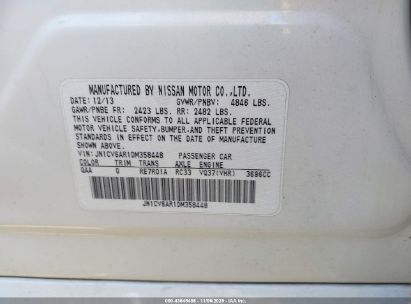 MANUFACTURED BY NISSAN MOTOR CO.,LTD.
DATE: 12/13 GVWR/PNBV: 4846 LBS.
GAWR/PNBE FR: 2423 LBS. RR: 2482 LBS.
THIS VEHICLE CONFORMS TO ALL APPLICABLE FEDERAL
MOTOR VEHICLE SAFETY, BUMPER, AND THEFT PREVENTION
STANDARDS IN EFFECT ON THE DATE OF MANUFACTURE
SHOWN ABOVE.
VIN: JN1CV6AR1DM358448 PASSENGER CAR
COLOR TRIM TRANS AXLE ENGINE
QAA G RE7R01A RC33 VQ37(VHR) 3696CC
JN1CV6AR1DM358448